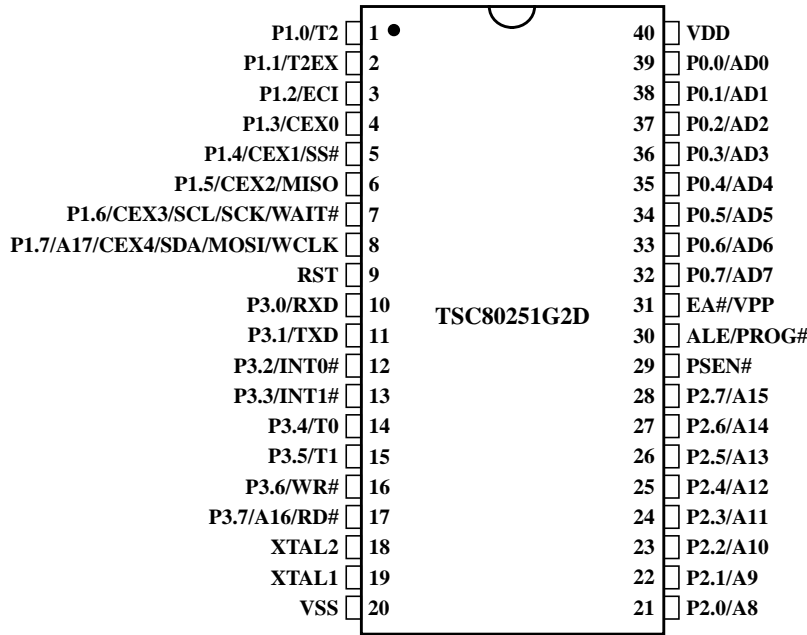 P1.0/T2 1 40 VDD
P1.1/T2EX 2 39 P0.0/AD0
P1.2/ECI 3 38 P0.1/AD1
P1.3/CEX0 4 37 P0.2/AD2
P1.4/CEX1/SS# 5 36 P0.3/AD3
P1.5/CEX2/MISO 6 35 P0.4/AD4
P1.6/CEX3/SCL/SCK/WAIT# 7 34 P0.5/AD5
P1.7/A17/CEX4/SDA/MOSI/WCLK 8 33 P0.6/AD6
RST 9 32 P0.7/AD7
P3.0/RXD 10 31 EA#/VPP
TSC80251G2D
P3.1/TXD 11 30 ALE/PROG#
P3.2/INT0# 12 29 PSEN#
P3.3/INT1# 13 28 P2.7/A15
P3.4/T0 14 27 P2.6/A14
P3.5/T1 15 26 P2.5/A13
P3.6/WR# 16 25 P2.4/A12
P3.7/A16/RD# 17 24 P2.3/A11
XTAL2 18 23 P2.2/A10
XTAL1 19 22 P2.1/A9
VSS 20 21 P2.0/A8